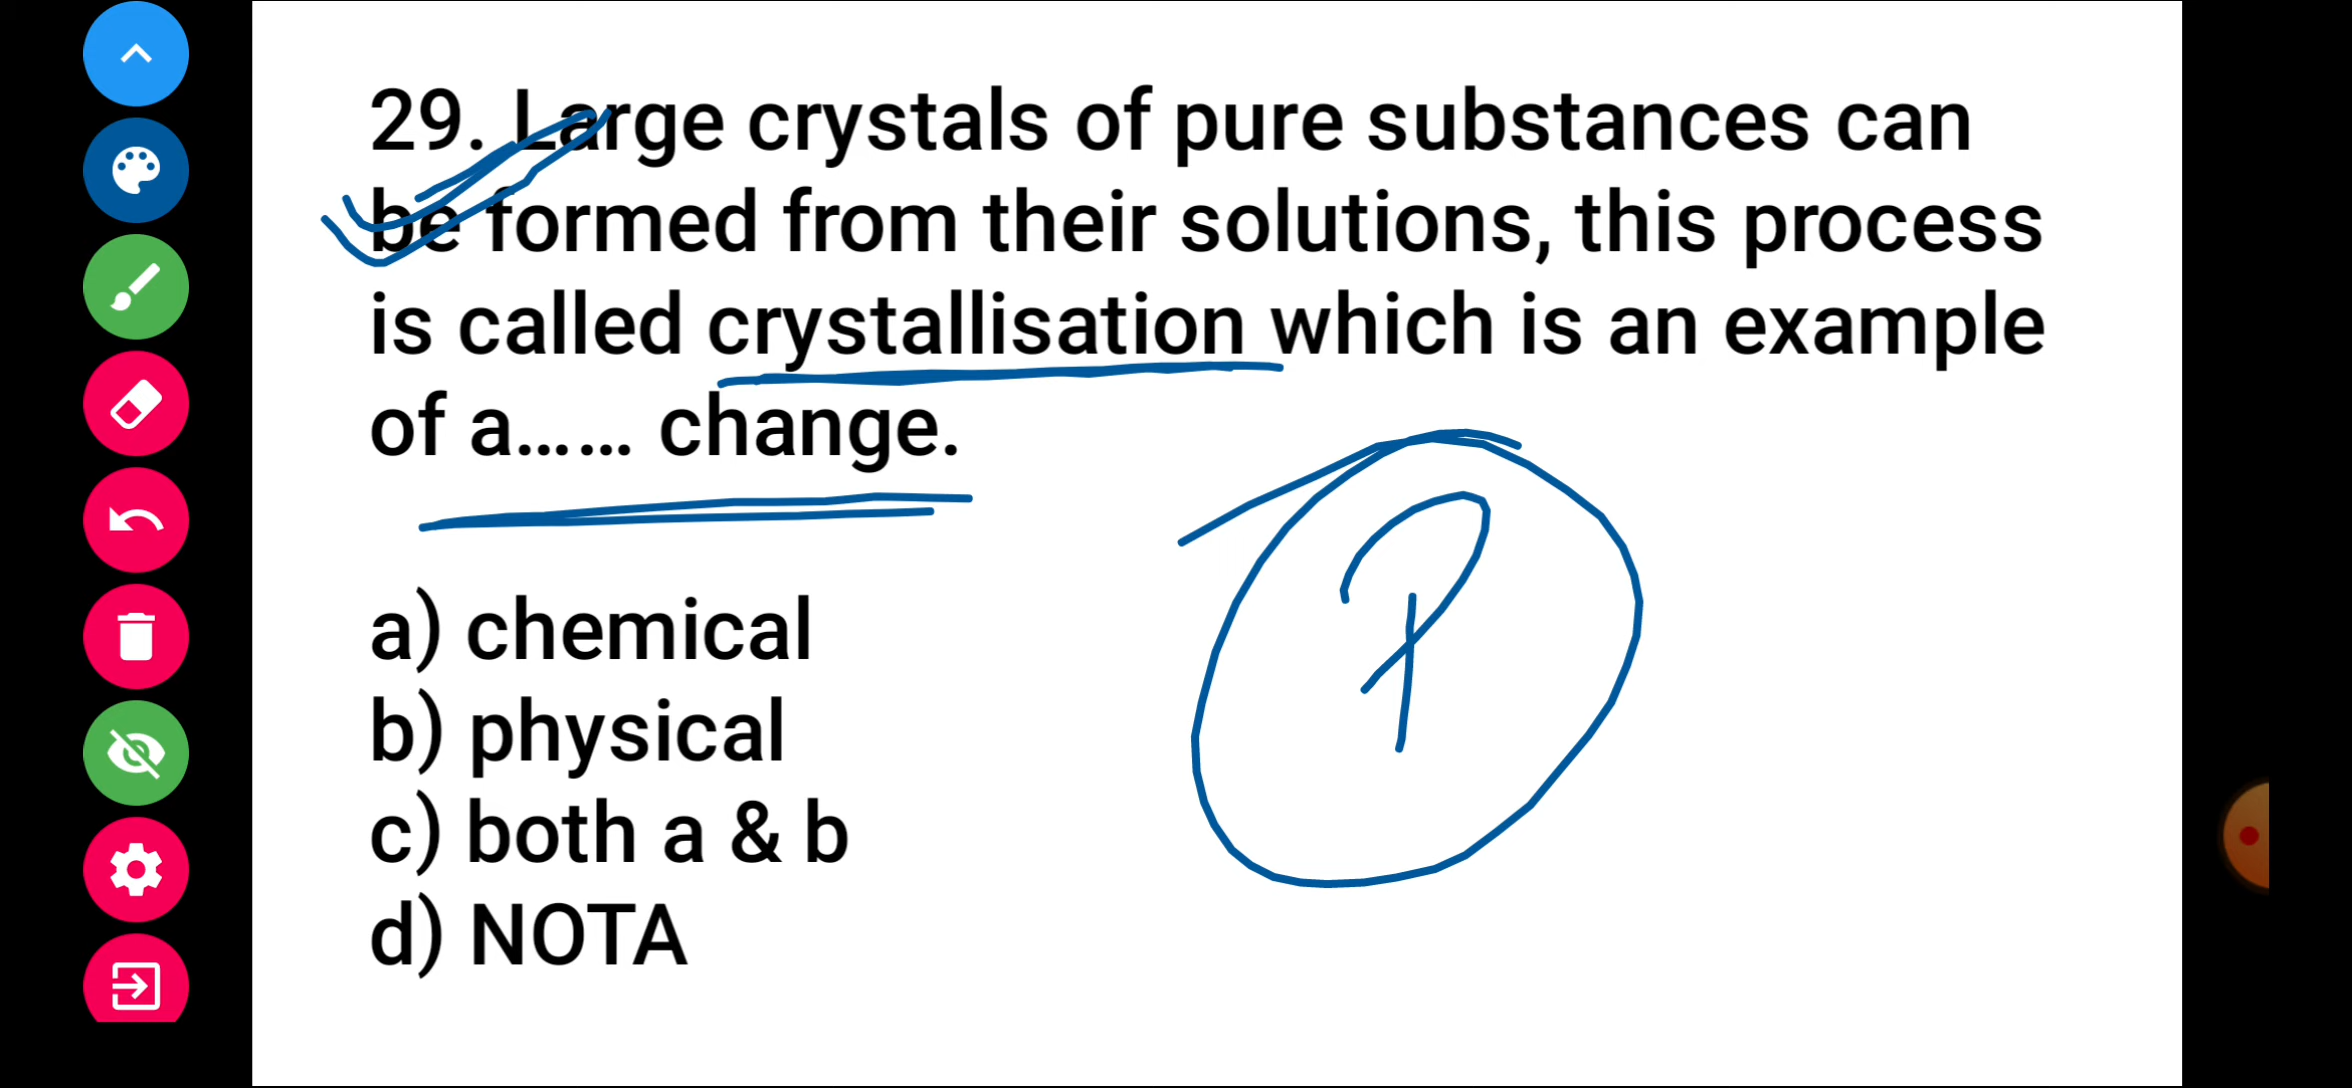 29. Large crystals of pure substances can
be formed from their solutions, this process
is called crystallisation which is an example
of a...... change.
a) chemical
b) physical
c) both a & b
d) NOTA